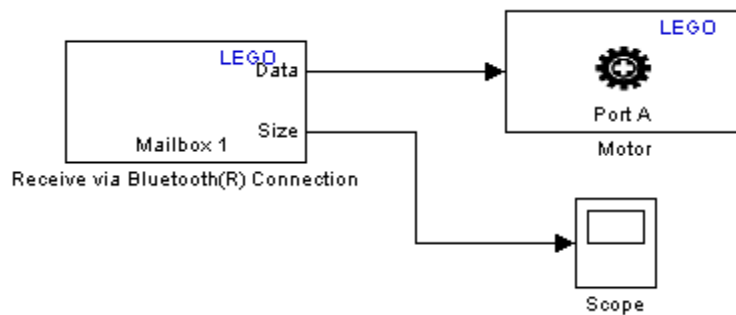 LEGO
Data
Size
Mailbox 1
Receive via Bluetooth(R) Connection
LEGO
Port A
Motor
Scope